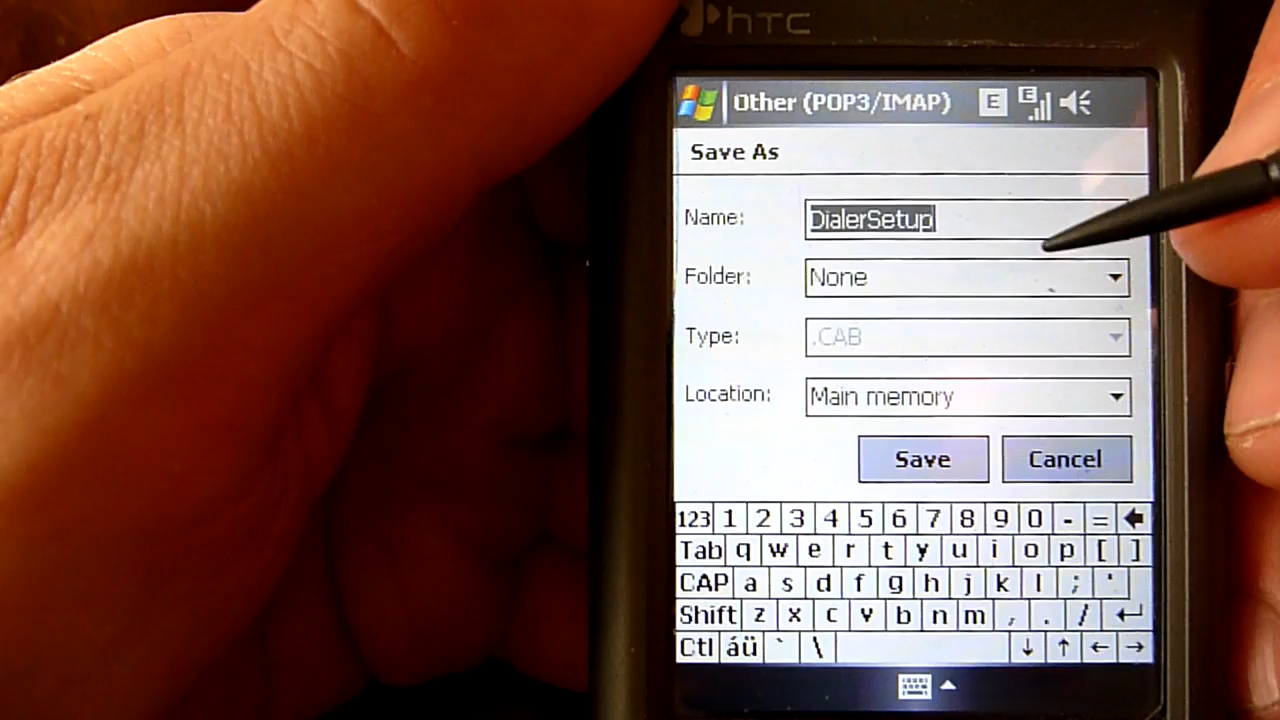 hTC
Other (POP3/IMAP) E E
Save As
Name: DialerSetup
Folder: None
Type: .CAB
Location: Main memory
Save Cancel
123 1 2 3 4 5 6 7 8 9 0 - =
Tab q w e r t y u i o p [ ]
CAP a s d f g h j k l ; '
Shift z x c v b n m , . /
Ctl áü ` \